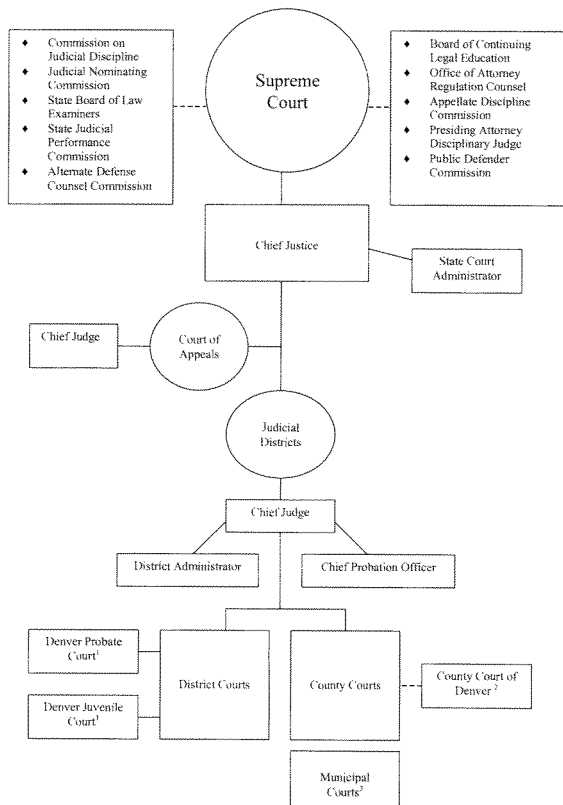 ♦ Commission on
Judicial Discipline
♦ Judicial Nominating
Commission
♦ State Board of Law
Examiners
♦ State Judicial
Performance
Commission
♦ Alternate Defense
Counsel Commission
Supreme
Court
♦ Board of Continuing
Legal Education
♦ Office of Attorney
Regulation Counsel
♦ Appellate Discipline
Commission
♦ Presiding Attorney
Disciplinary Judge
♦ Public Defender
Commission
Chief Justice
State Court
Administrator
Chief Judge
Court of
Appeals
Judicial
Districts
Chief Judge
District Administrator
Chief Probation Officer
Denver Probate
Court¹
District Courts
County Courts
County Court of
Denver ²
Denver Juvenile
Court¹
Municipal
Courts³